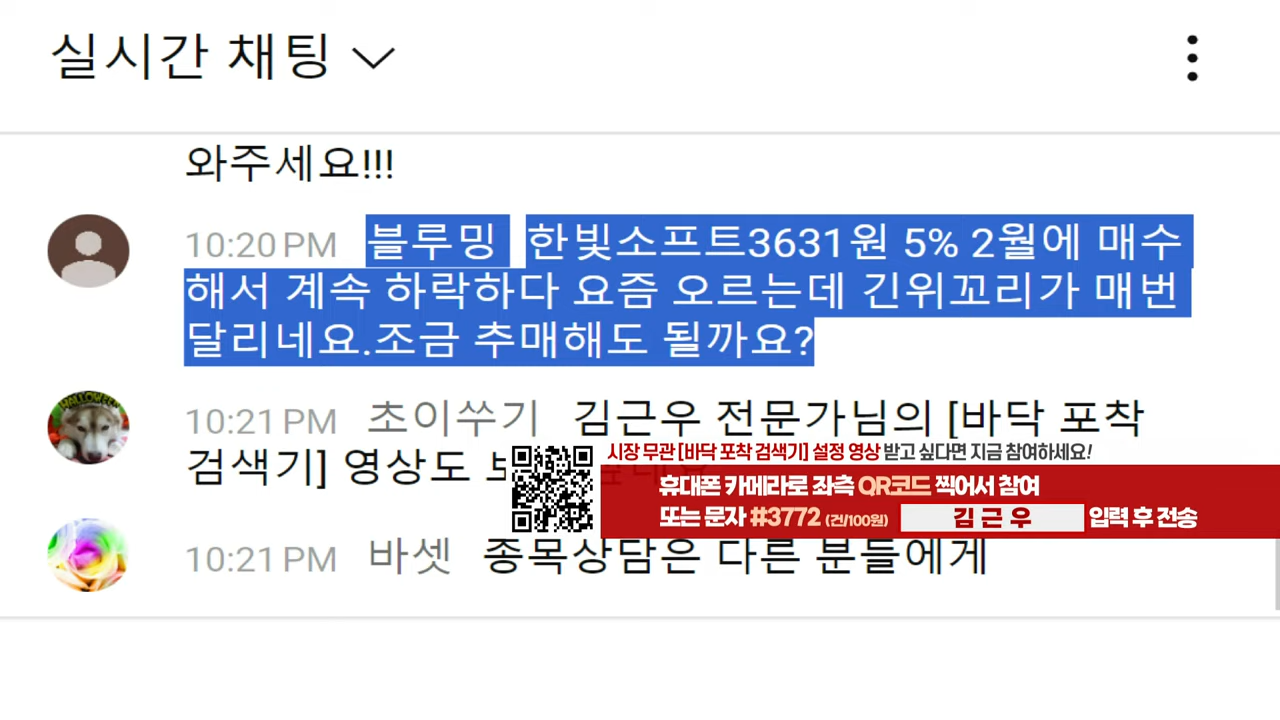 실시간 채팅
와주세요!!!
10:20 PM 블루밍 한빛소프트3631원 5% 2월에 매수
해서 계속 하락하다 요즘 오르는데 긴위꼬리가 매번
달리네요.조금 추매해도 될까요?
10:21 PM 초이쑤기 김근우 전문가님의 [바닥 포착
검색기] 영상도
시장 무관 [바닥 포착 검색기] 설정 영상 받고 싶다면 지금 참여하세요!
휴대폰 카메라로 좌측 QR코드 찍어서 참여
또는 문자 #3772 (건/100원) 김근우 입력 후 전송
10:21 PM 바셋 종목상담은 다른 분들에게
HALLOWEEN